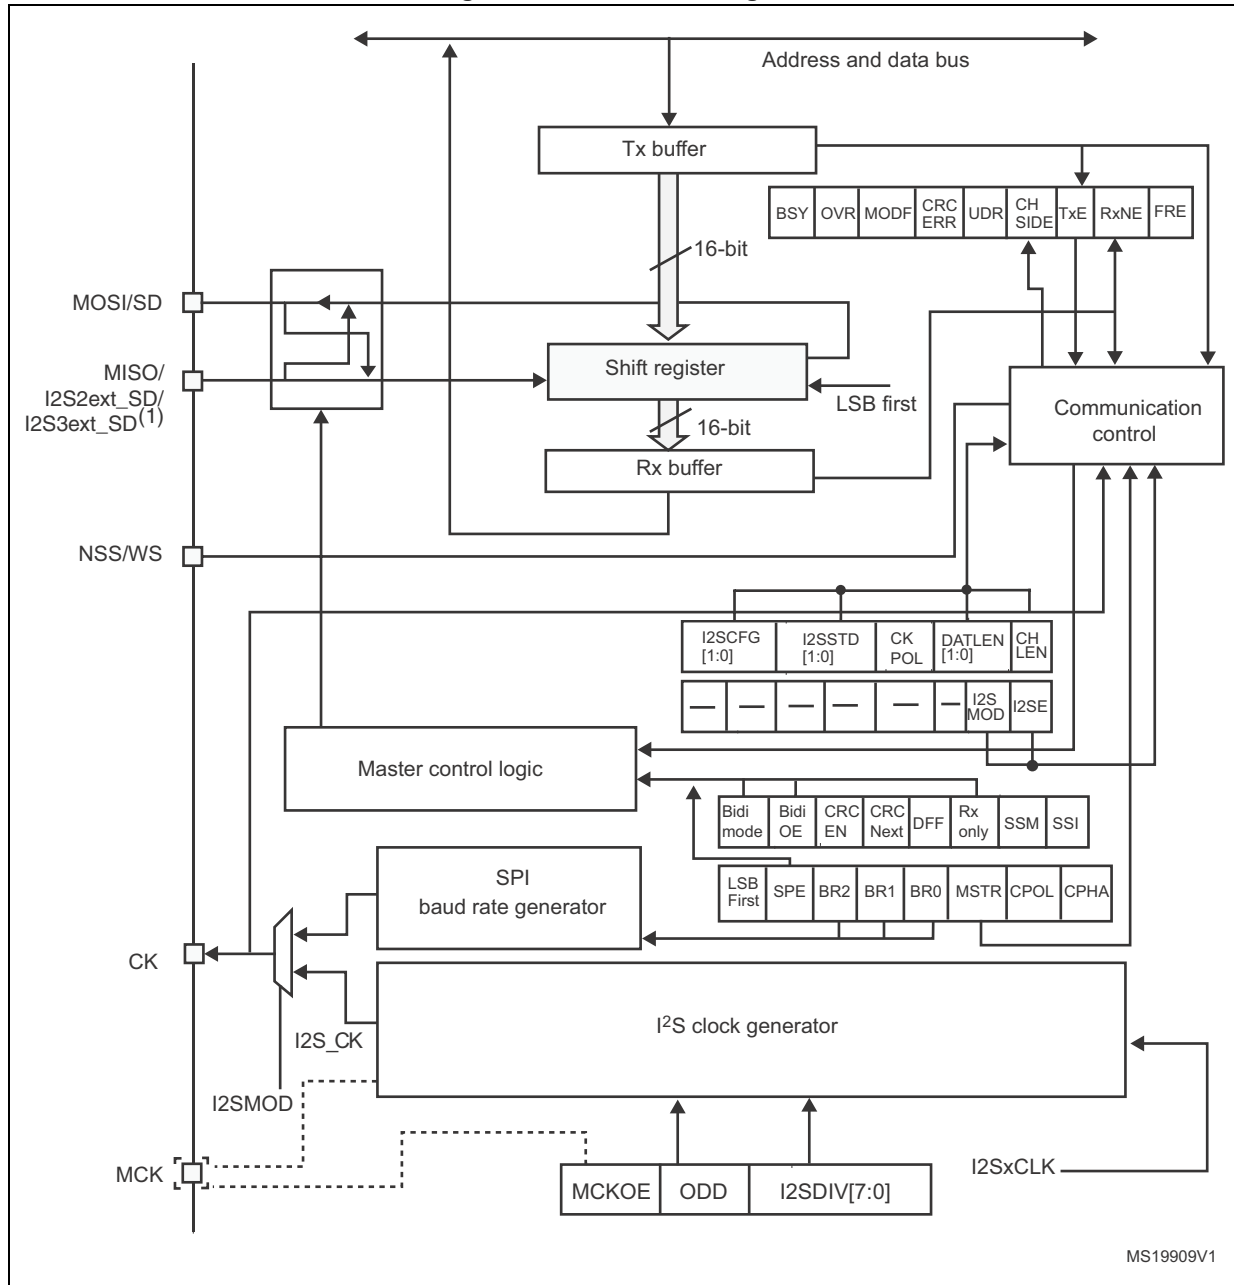 Address and data bus
Tx buffer
BSY OVR MODF CRC ERR UDR CH SIDE TxE RxNE FRE
16-bit
MOSI/SD
Shift register
MISO/
I2S2ext_SD/
I2S3ext_SD(1)
LSB first
Communication
control
16-bit
Rx buffer
NSS/WS
I2SCFG [1:0] I2SSTD [1:0] CK POL DATLEN [1:0] CH LEN
— — — — — — I2S MOD I2SE
Master control logic
Bidi mode Bidi OE CRC EN CRC Next DFF Rx only SSM SSI
LSB First SPE BR2 BR1 BR0 MSTR CPOL CPHA
SPI
baud rate generator
CK
I2S clock generator
I2S_CK
I2SMOD
MCK
I2SxCLK
MCKOE ODD I2SDIV[7:0]
MS19909V1